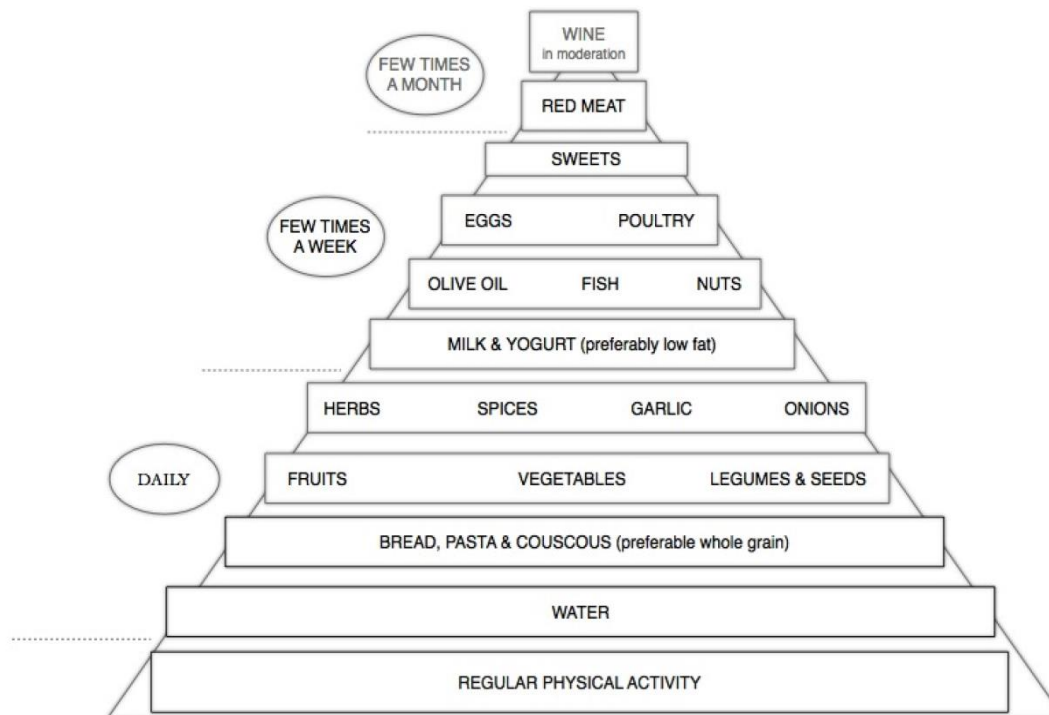 WINE
in moderation
FEW TIMES
A MONTH
RED MEAT
SWEETS
FEW TIMES
A WEEK
EGGS POULTRY
OLIVE OIL FISH NUTS
MILK & YOGURT (preferably low fat)
HERBS SPICES GARLIC ONIONS
DAILY
FRUITS VEGETABLES LEGUMES & SEEDS
BREAD, PASTA & COUSCOUS (preferable whole grain)
WATER
REGULAR PHYSICAL ACTIVITY